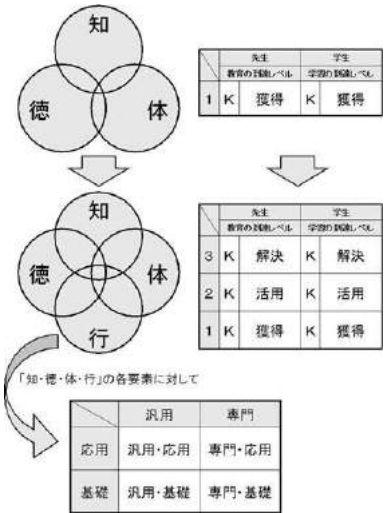 知
徳 体
先生 学生
教育の到達レベル 学習の到達レベル
1 K 獲得 K 獲得
知
徳 体
行
先生 学生
教育の到達レベル 学習の到達レベル
3 K 解決 K 解決
2 K 活用 K 活用
1 K 獲得 K 獲得
「知・徳・体・行」の各要素に対して
汎用 専門
応用 汎用・応用 専門・応用
基礎 汎用・基礎 専門・基礎